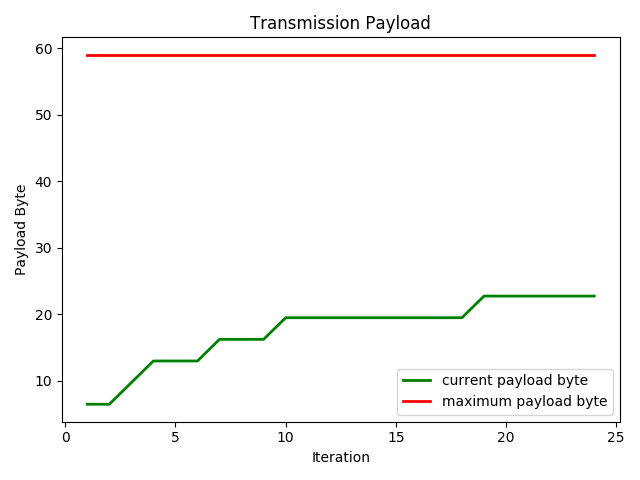 Transmission Payload
Payload Byte
60
50
40
30
20
10
0
5
10
15
20
25
Iteration
current payload byte
maximum payload byte